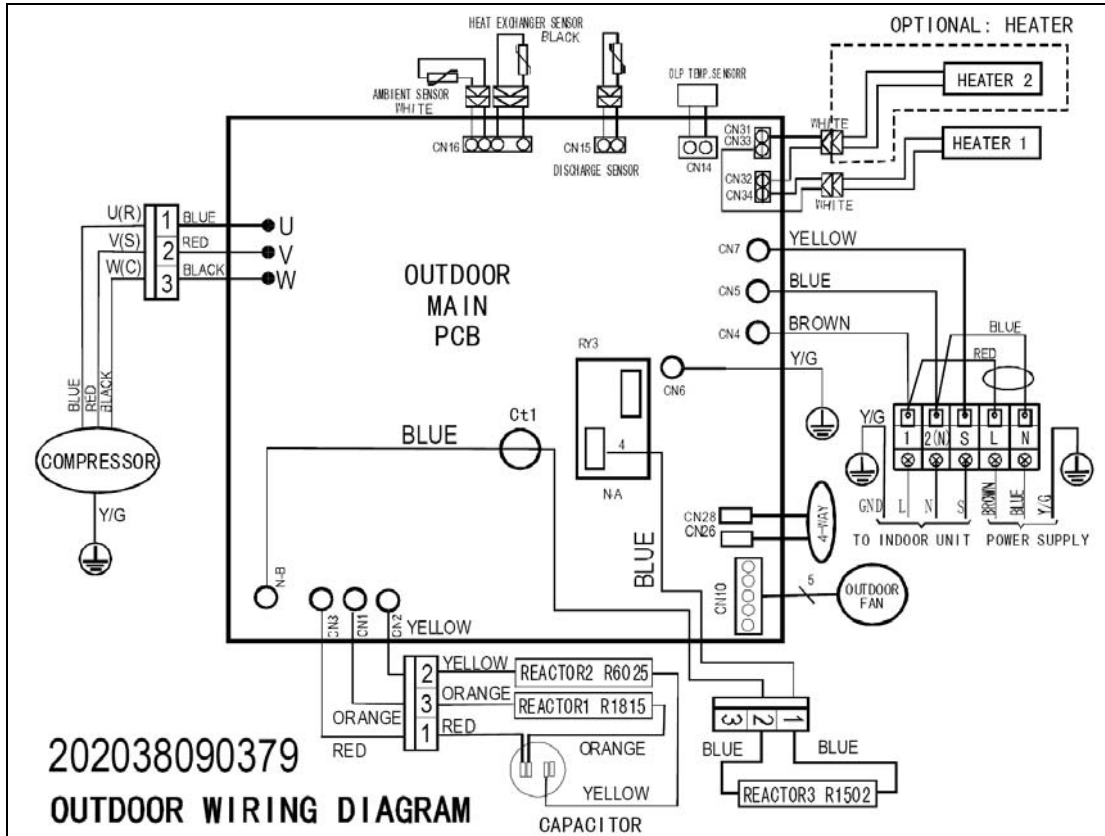 HEAT EXCHANGER SENSOR
BLACK
OPTIONAL: HEATER
AMBIENT SENSOR
WHITE
OLP TEMP.SENSORR
HEATER 2
WHITE
HEATER 1
WHITE
CN16
CN15
DISCHARGE SENSOR
CN14
CN31
CN33
CN32
CN34
U(R)
1
BLUE
U
V(S)
2
RED
V
W(C)
3
BLACK
W
OUTDOOR
MAIN
PCB
CN7
YELLOW
CN5
BLUE
CN4
BROWN
BLUE
RED
RY3
CN6
Y/G
BLUE
RED
BLACK
COMPRESSOR
Y/G
Ct1
BLUE
4
N-A
BLUE
Y/G
1
2(N)
S
L
N
GND
L
N
S
BROWN
BLUE
Y/G
TO INDOOR UNIT
POWER SUPPLY
CN28
CN26
4-WAY
CN10
5
OUTDOOR
FAN
N-B
CN3
CN1
CN2
YELLOW
2
YELLOW
REACTOR2 R6025
3
ORANGE
REACTOR1 R1815
1
RED
ORANGE
RED
ORANGE
YELLOW
CAPACITOR
3
2
1
BLUE
BLUE
REACTOR3 R1502
202038090379
OUTDOOR WIRING DIAGRAM